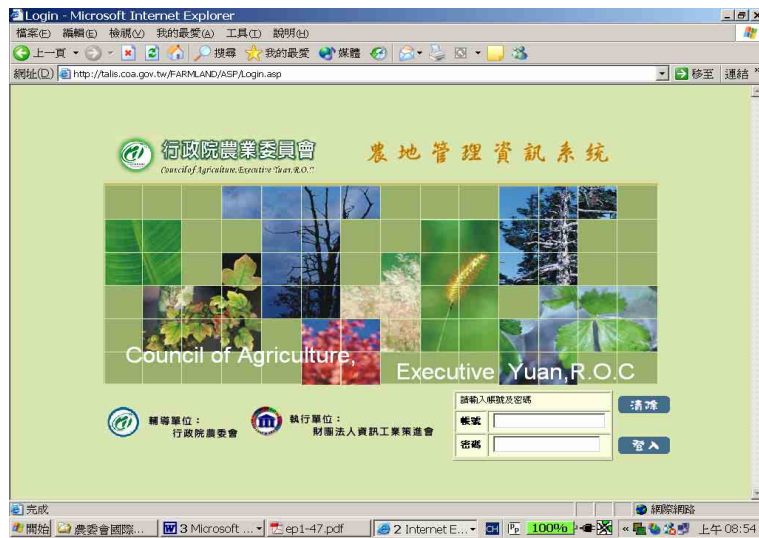 Login - Microsoft Internet Explorer
檔案(F) 編輯(E) 檢視(V) 我的最愛(A) 工具(T) 說明(H)
上一頁 搜尋 我的最愛 媒體
網址(D) http://talis.coa.gov.tw/FARMLAND/ASP/Login.asp 移至 連結 »
行政院農業委員會 農地管理資訊系統
Council of Agriculture, Executive Yuan, R.O.C.
Council of Agriculture,
Executive Yuan,R.O.C
請輸入帳號及密碼
清除
輔導單位：
行政院農委會
執行單位：
財團法人資訊工業策進會
帳號
密碼
登入
完成 網際網路
開始 農委會國際... 3 Microsoft ... ep1-47.pdf 2 Internet E... CH 100% « 上午 08:54